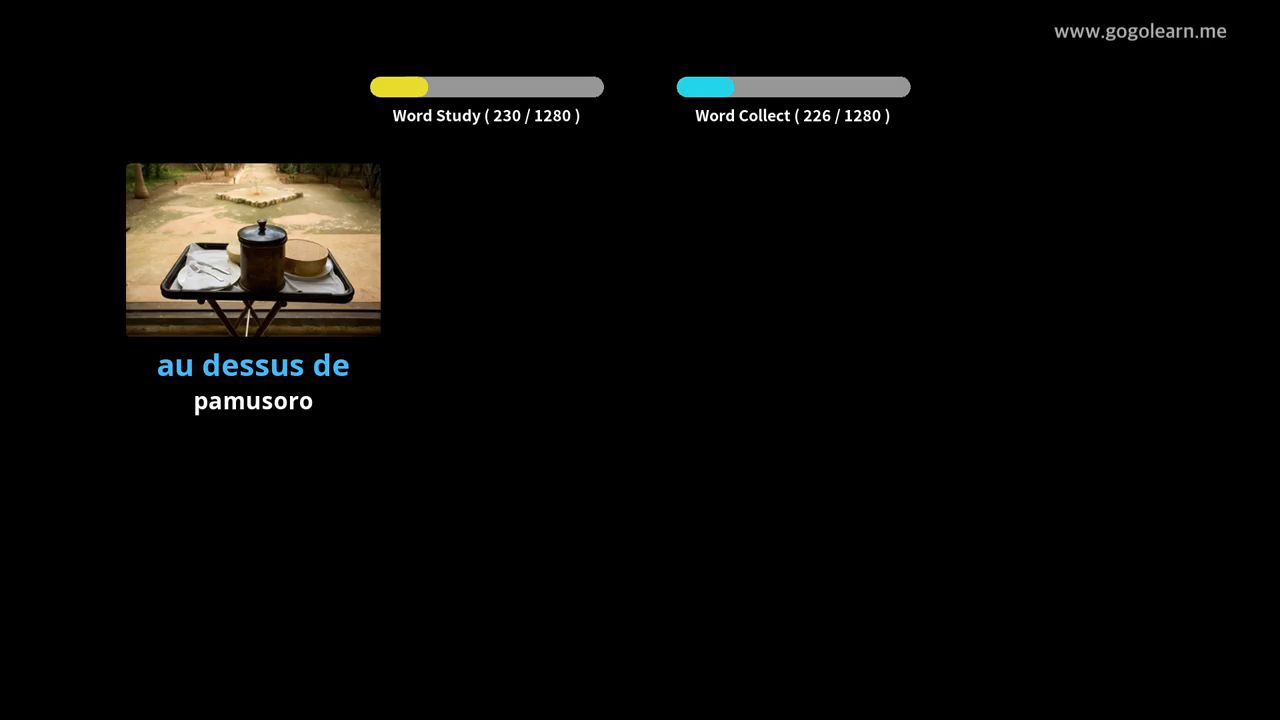 www.gogolearn.me
Word Study ( 230 / 1280 )
Word Collect ( 226 / 1280 )
au dessus de
pamusoro